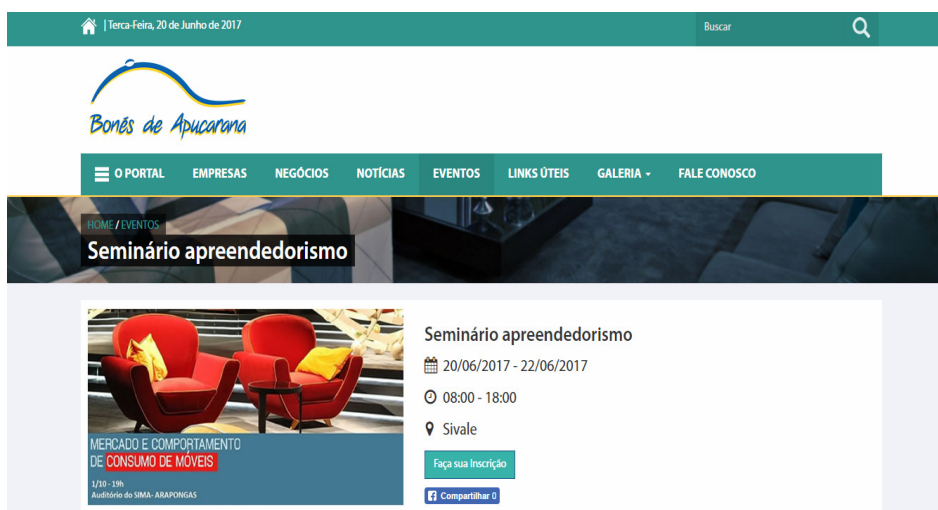 | Terca-Feira, 20 de Junho de 2017
Buscar
Bonés de Apucarana
O PORTAL EMPRESAS NEGÓCIOS NOTÍCIAS EVENTOS LINKS ÚTEIS GALERIA FALE CONOSCO
HOME / EVENTOS
Seminário apreendedorismo
MERCADO E COMPORTAMENTO
DE CONSUMO DE MÓVEIS
1/10 - 19h
Auditório do SIMA- ARAPONGAS
Seminário apreendedorismo
20/06/2017 - 22/06/2017
08:00 - 18:00
Sivale
Faça sua Inscrição
Compartilhar 0